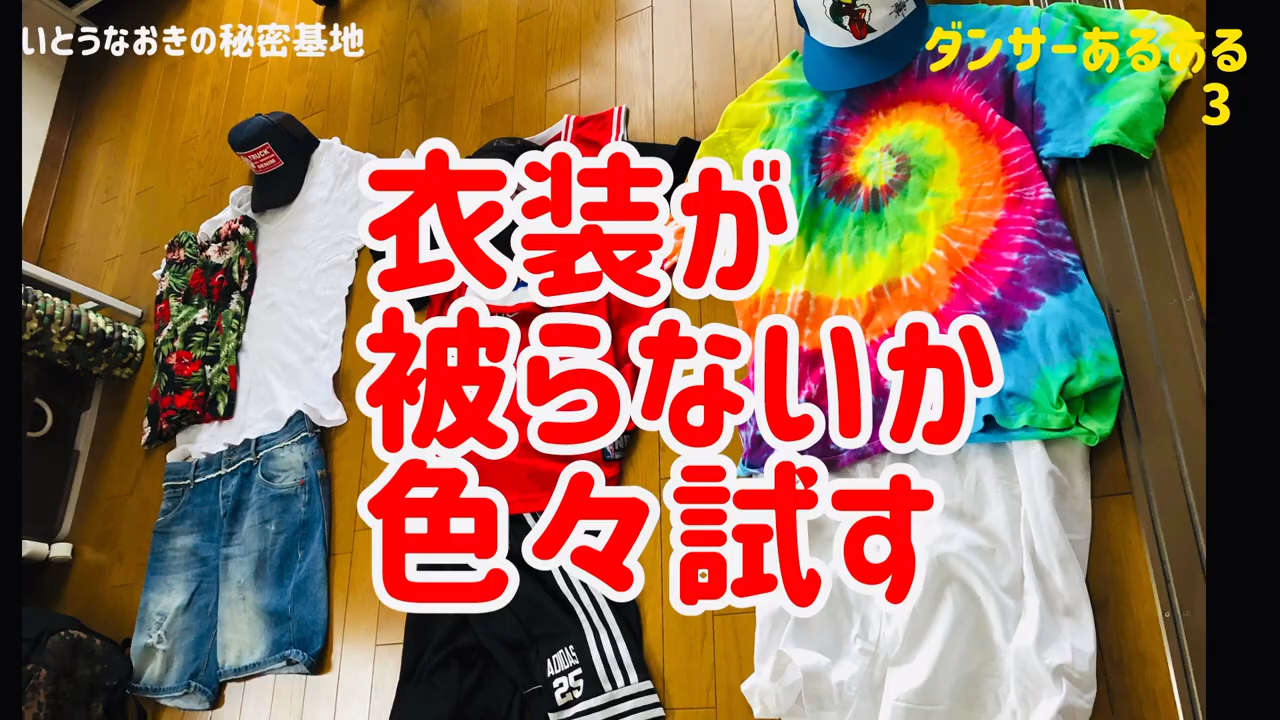 いとうなおきの秘密基地
ダンサーあるある
3
衣装が
被らないか
色々試す
TRUCK
ADIDAS
25